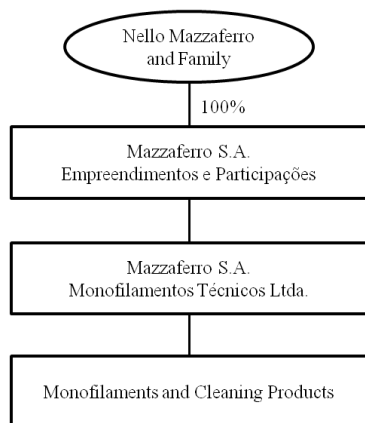 Nello Mazzaferro
and Family
100%
Mazzaferro S.A.
Empreendimentos e Participações
Mazzaferro S.A.
Monofilamentos Técnicos Ltda.
Monofilaments and Cleaning Products